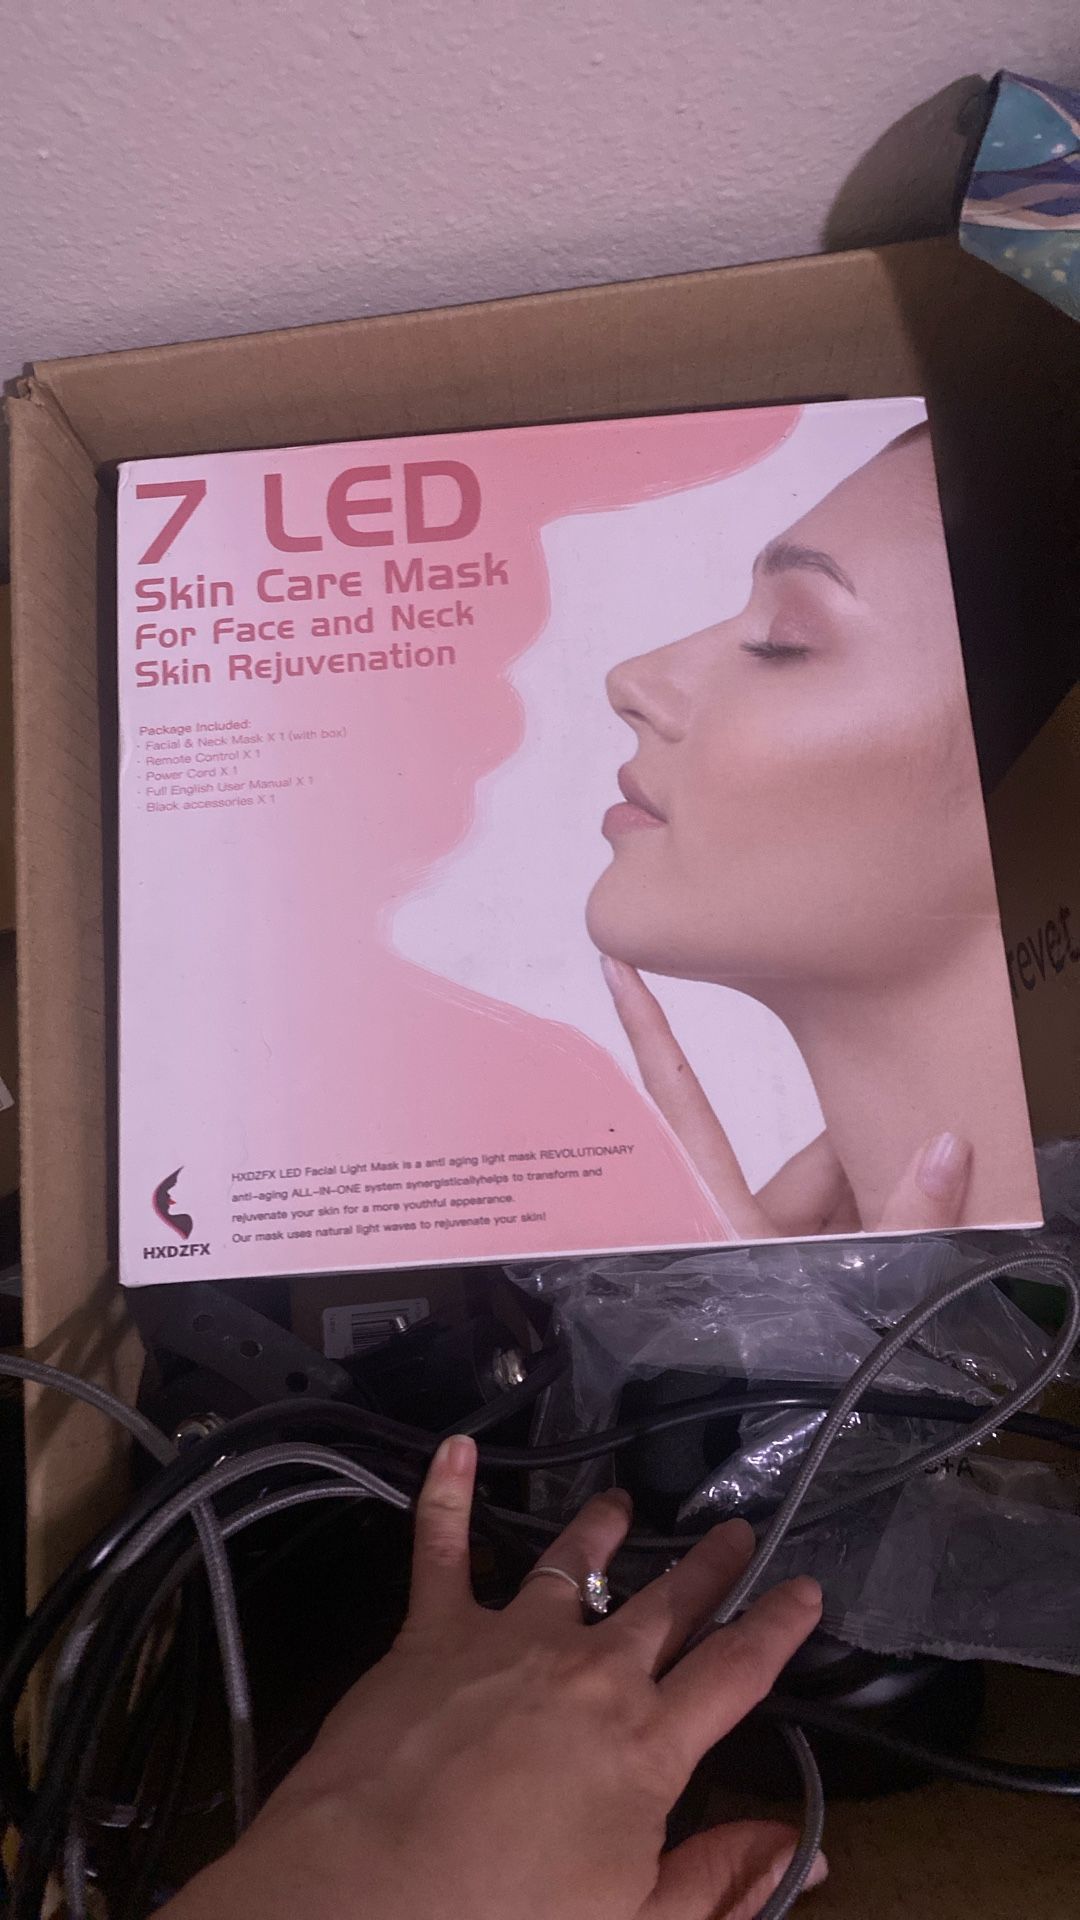 7 LED
Skin Care Mask
For Face and Neck
Skin Rejuvenation
Package Included:
· Facial & Neck Mask X 1 (with box)
· Remote Control X 1
· Power Cord X 1
· Full English User Manual X 1
· Black accessories X 1
rever
HXDZFX LED Facial Light Mask is a anti aging light mask REVOLUTIONARY
anti-aging ALL-IN-ONE system synergisticallyhelps to transform and
rejuvenate your skin for a more youthful appearance.
Our mask uses natural light waves to rejuvenate your skin!
HXDZFX